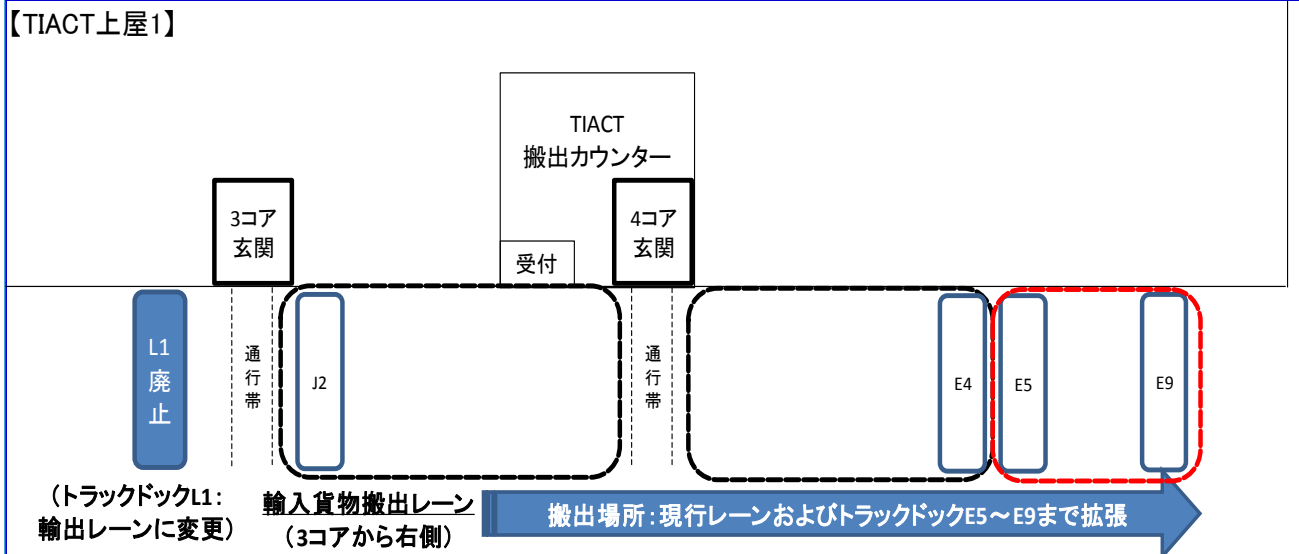 【TIACT上屋1】
TIACT
搬出カウンター
3コア
玄関
4コア
玄関
受付
L1
廃
止
通
行
帯
J2
通
行
帯
E4
E5
E9
(トラックドックL1:
輸出レーンに変更)
輸入貨物搬出レーン
(3コアから右側)
搬出場所:現行レーンおよびトラックドックE5~E9まで拡張